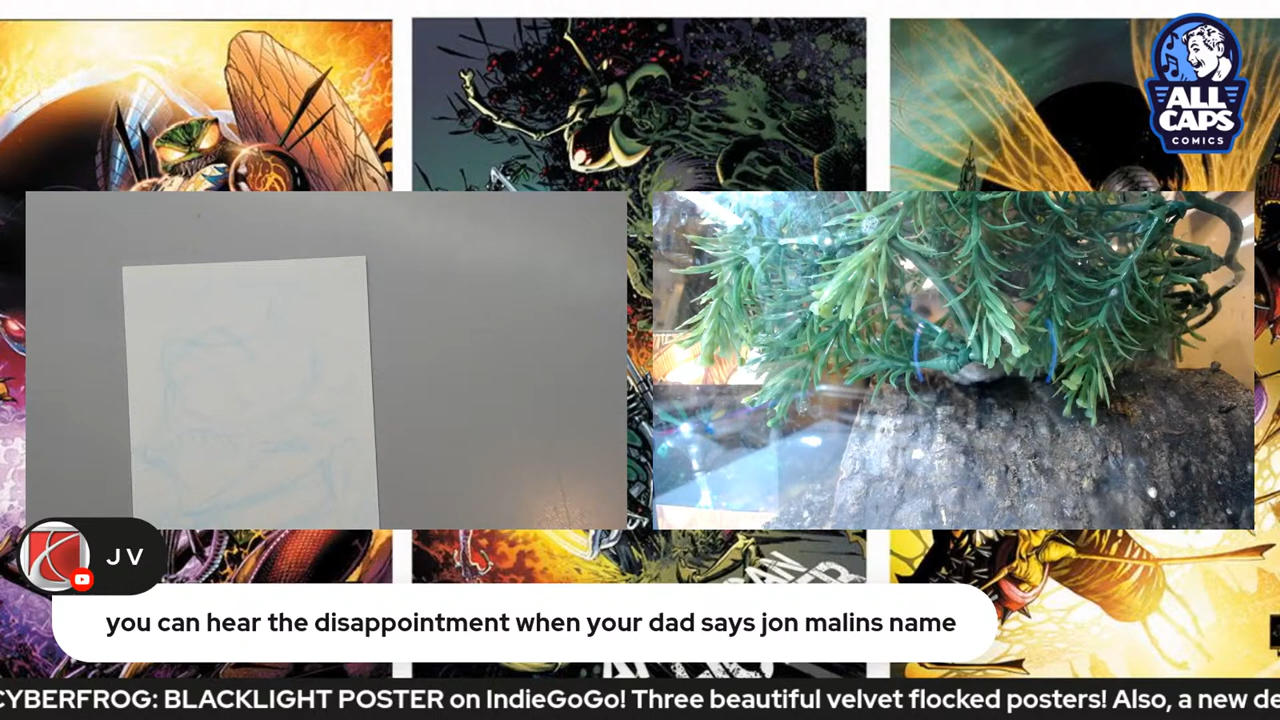 ALL
CAPS
COMICS
J V
you can hear the disappointment when your dad says jon malins name
CYBERFROG: BLACKLIGHT POSTER on IndieGoGo! Three beautiful velvet flocked posters! Also, a new de